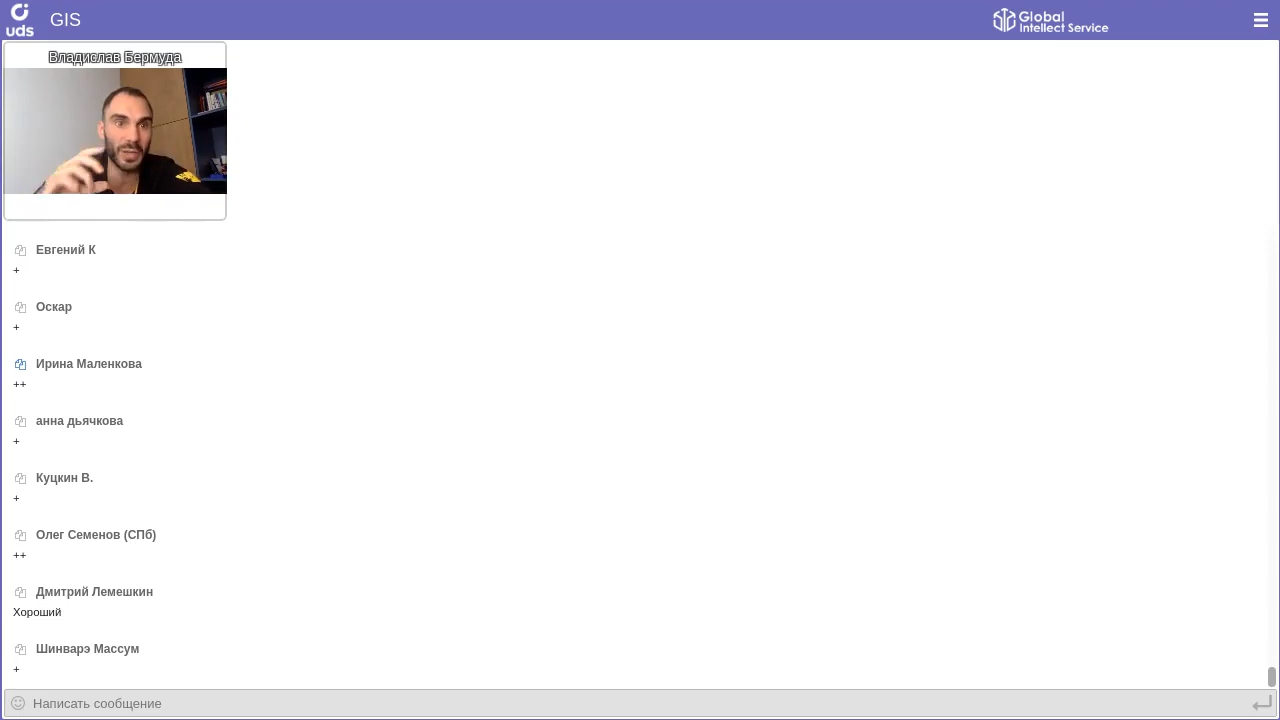 uds
GIS
Global
Intellect Service
Владислав Бермуда
Евгений К
+
Оскар
+
Ирина Маленкова
++
анна дьячкова
+
Куцкин В.
+
Олег Семенов (СПб)
++
Дмитрий Лемешкин
Хороший
Шинварэ Массум
+
Написать сообщение